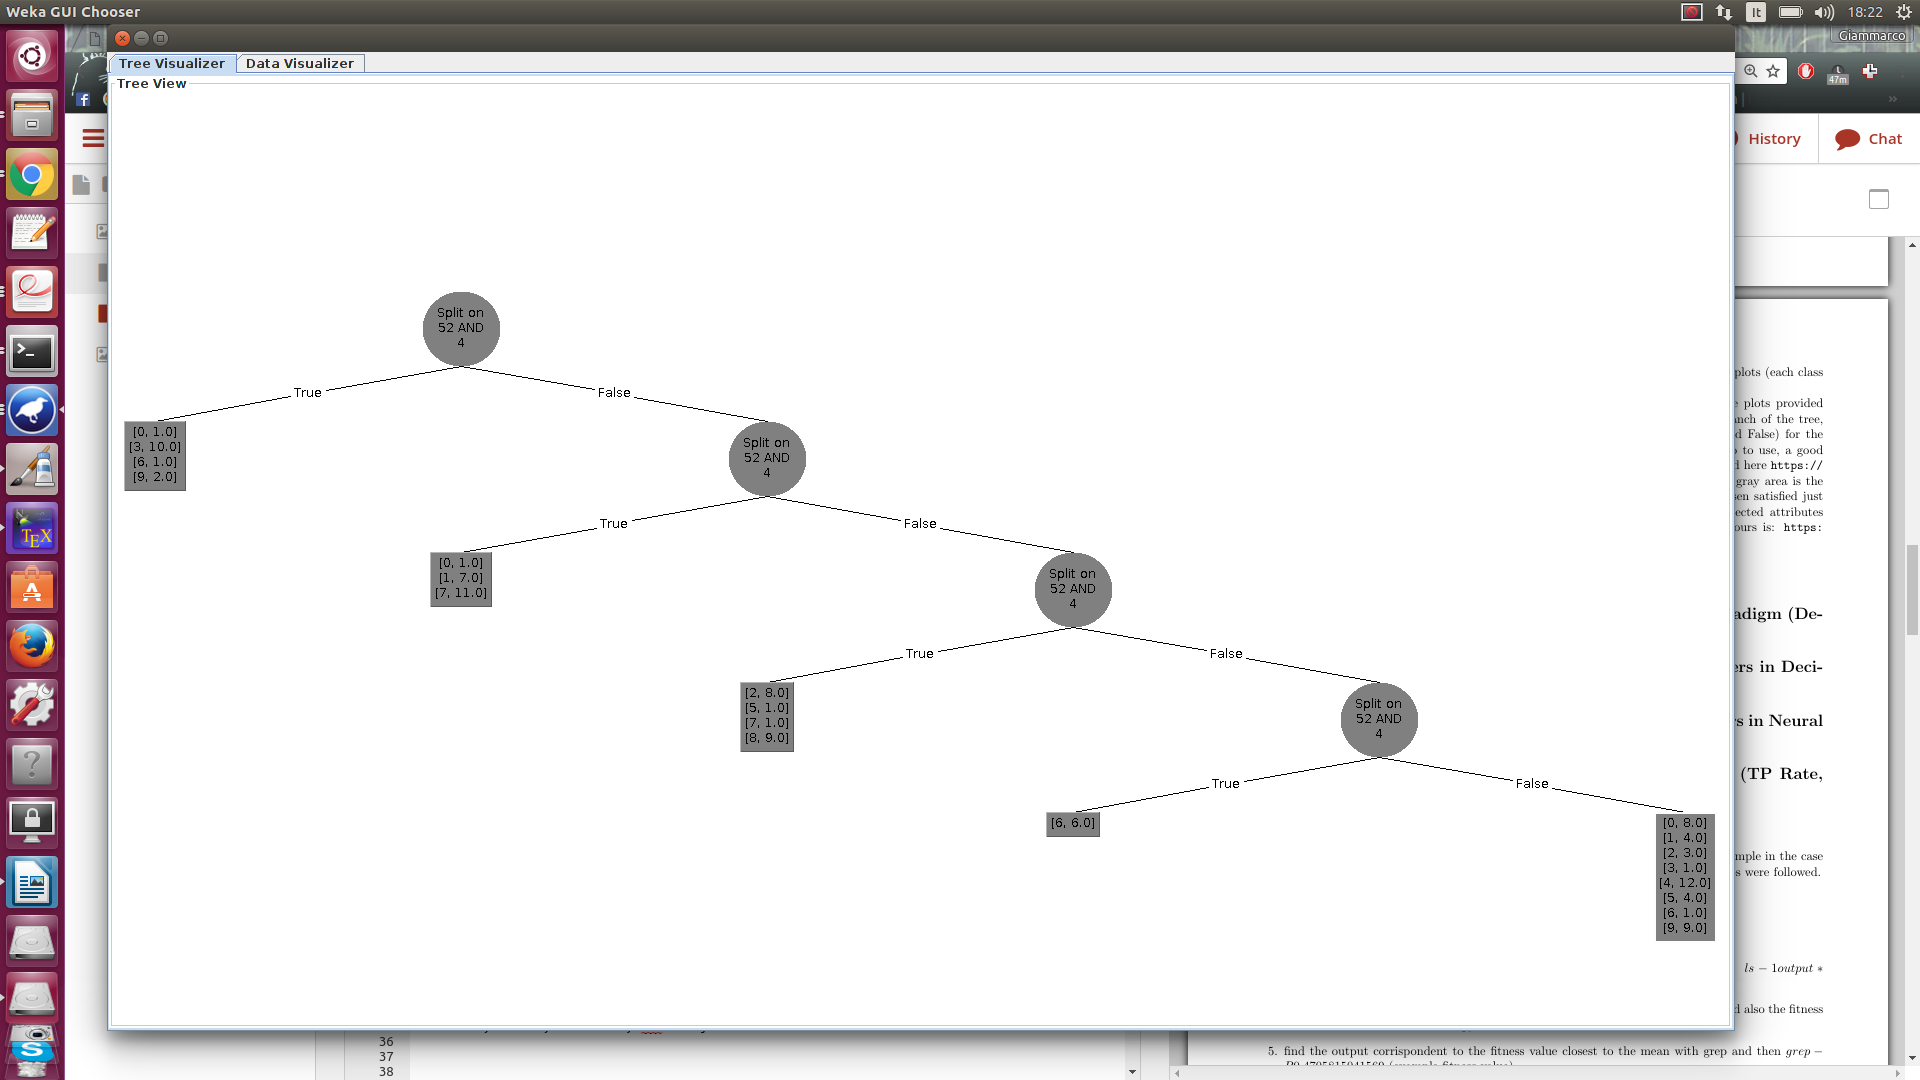 Weka GUI Chooser
It
18:22
Giammarco
Tree Visualizer
Data Visualizer
Tree View
47m
History
Chat
Split on
52 AND
4
True
False
[0, 1.0]
[3, 10.0]
[6, 1.0]
[9, 2.0]
Split on
52 AND
4
True
False
[0, 1.0]
[1, 7.0]
[7, 11.0]
Split on
52 AND
4
True
False
[2, 8.0]
[5, 1.0]
[7, 1.0]
[8, 9.0]
Split on
52 AND
4
True
False
[6, 6.0]
[0, 8.0]
[1, 4.0]
[2, 3.0]
[3, 1.0]
[4, 12.0]
[5, 4.0]
[6, 1.0]
[9, 9.0]
plots (each class
e plots provided
nch of the tree,
d False) for the
to use, a good
d here https://
gray area is the
en satisfied just
ected attributes
ours is: https:
adigm (De-
ers in Deci-
s in Neural
(TP Rate,
mple in the case
s were followed.
ls − 1output ∗
d also the fitness
5. find the output corrispondent to the fitness value closest to the mean with grep and then grep −
36
37
38